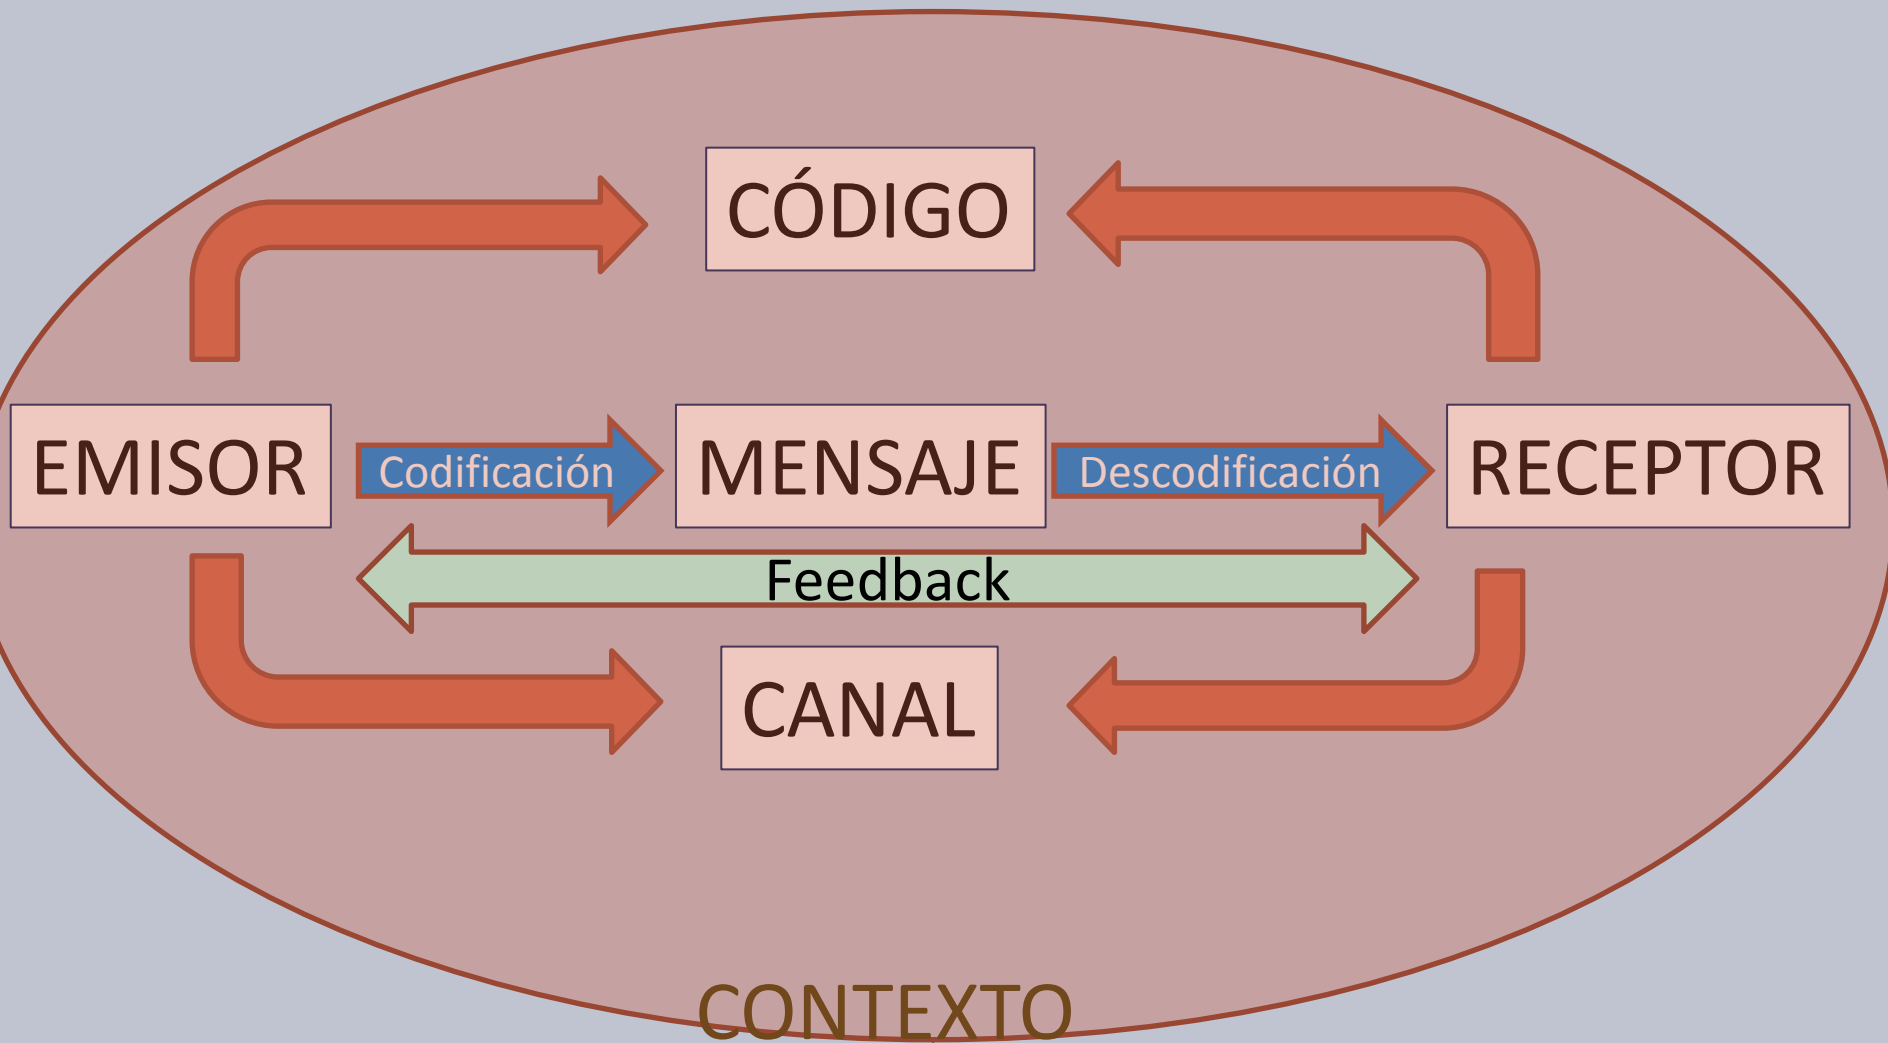 CÓDIGO
EMISOR
Codificación
MENSAJE
Descodificación
RECEPTOR
Feedback
CANAL
CONTEXTO